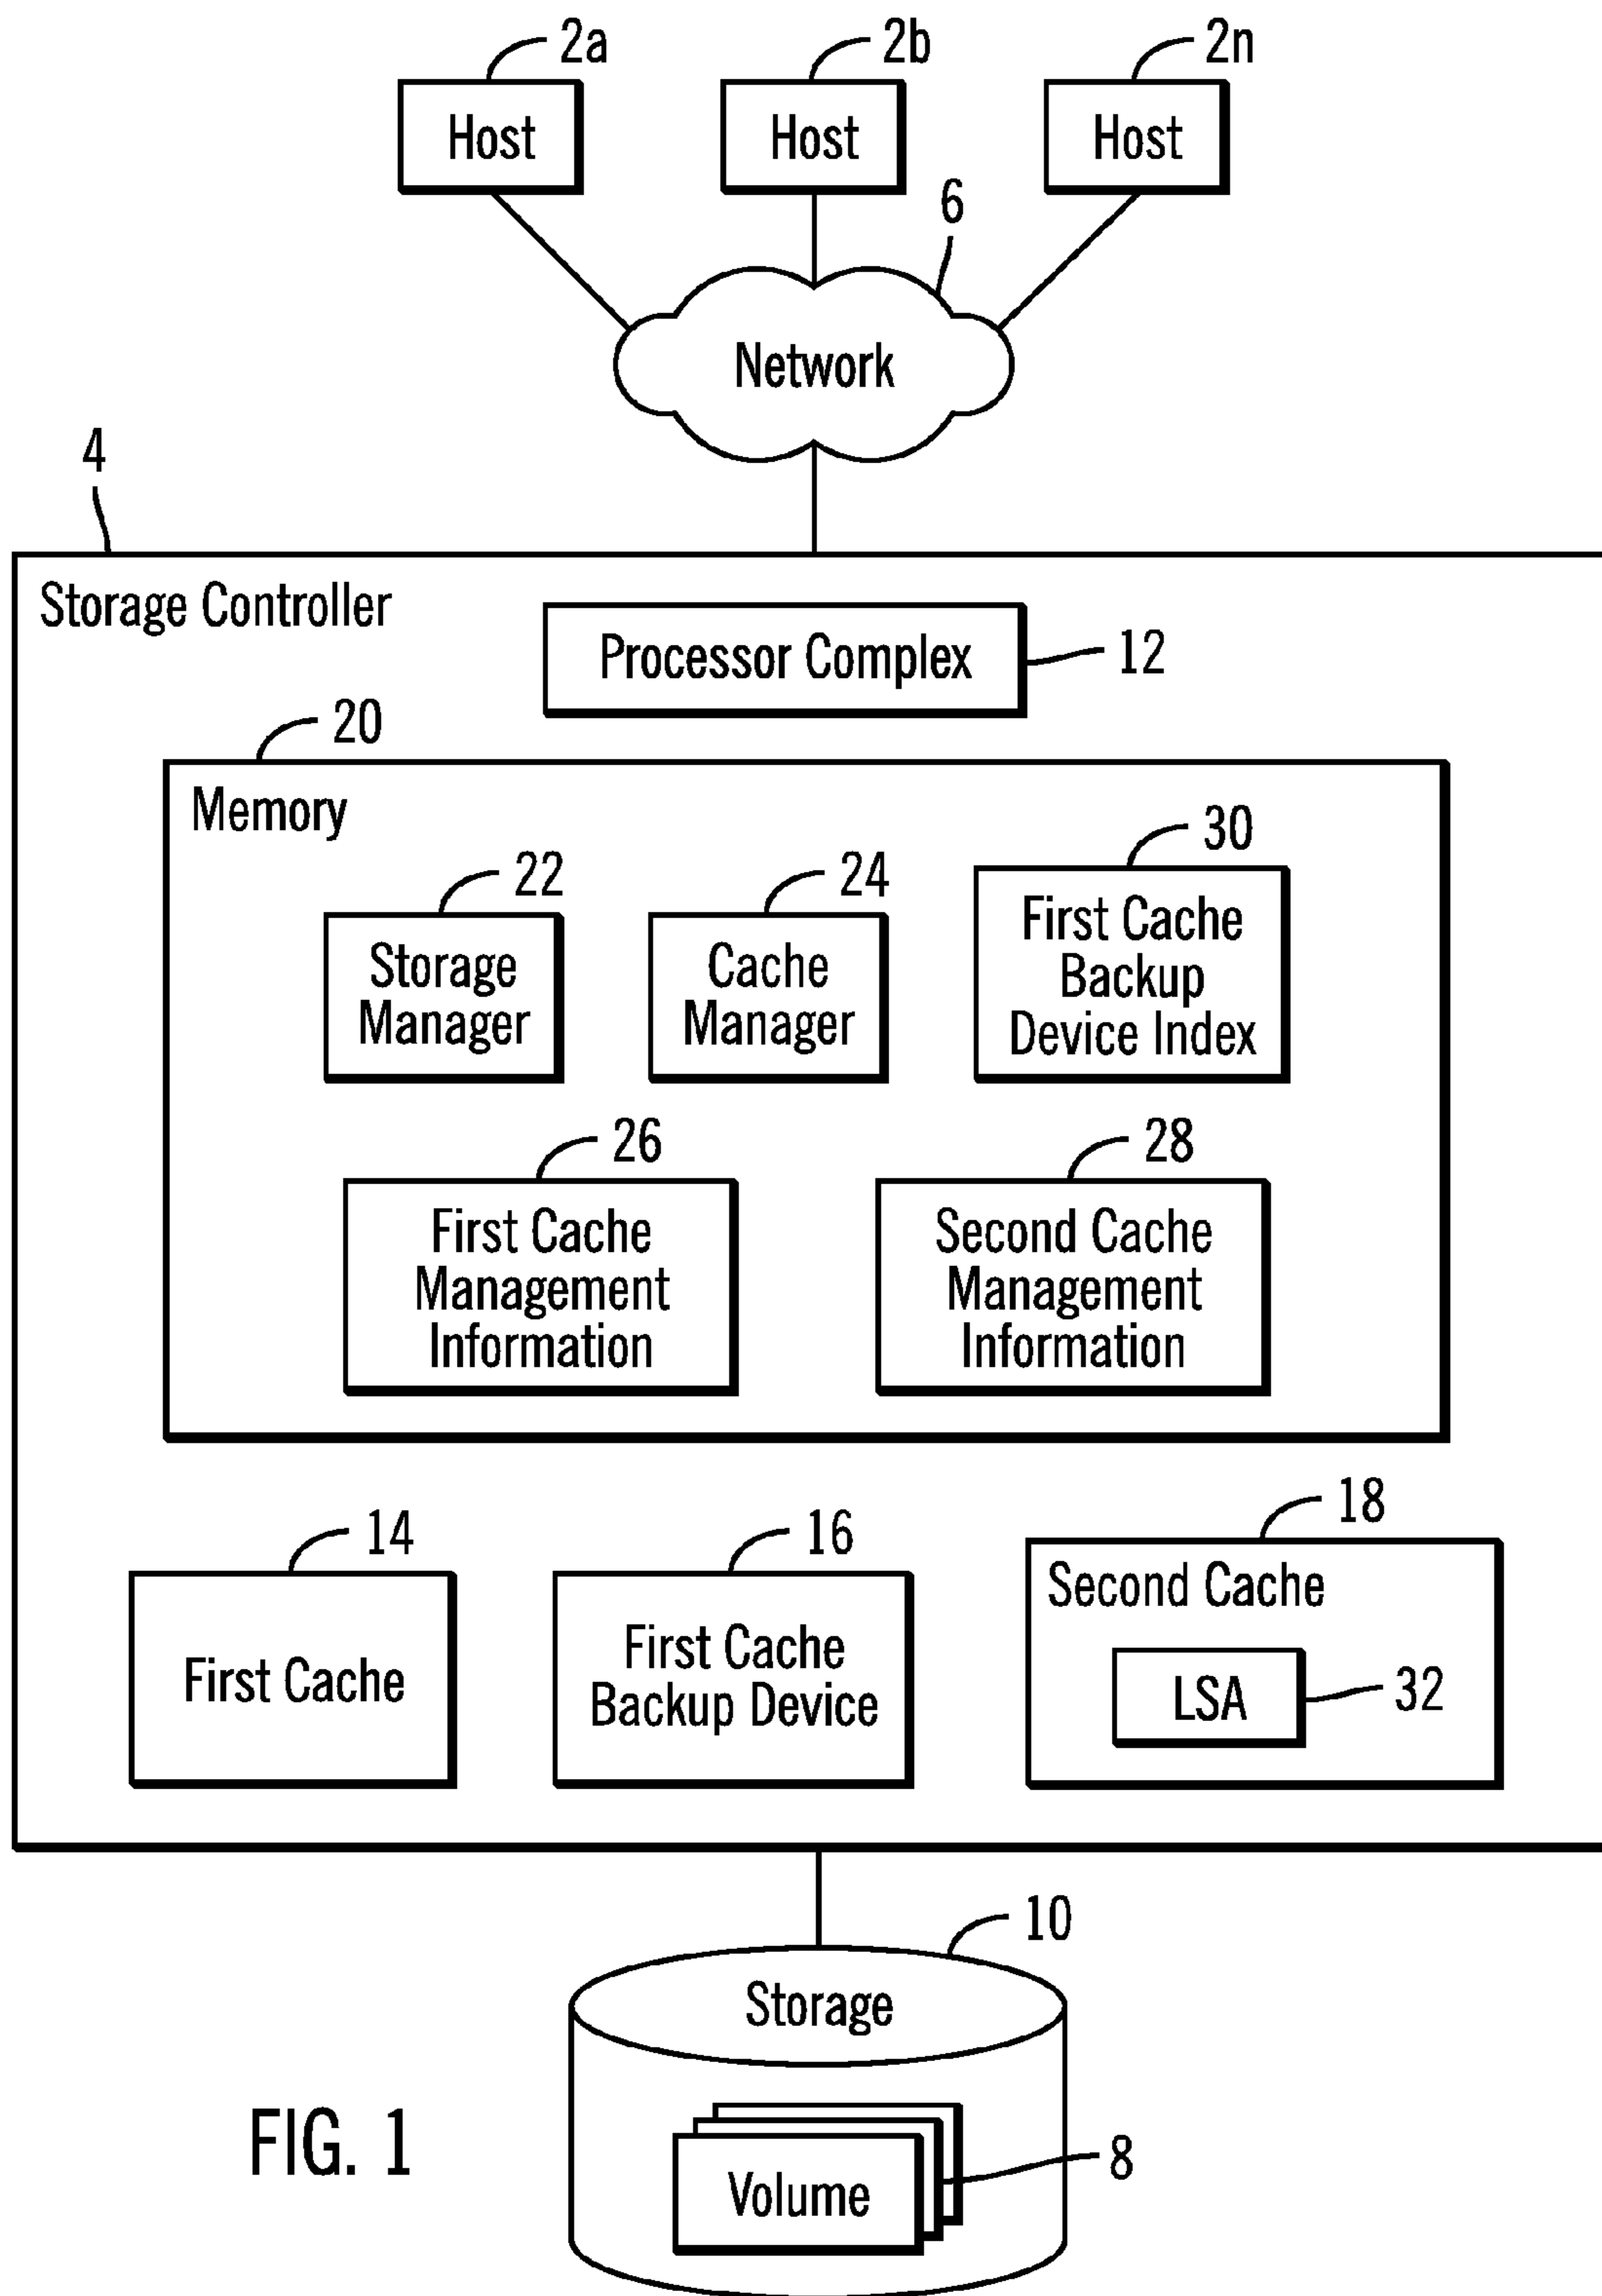 2a
2b
2n
Host
Host
Host
6
Network
4
Storage Controller
Processor Complex
12
20
Memory
22
24
30
Storage
Manager
Cache
Manager
First Cache
Backup
Device Index
26
28
First Cache
Management
Information
Second Cache
Management
Information
14
16
18
First Cache
First Cache
Backup Device
Second Cache
LSA
32
10
Storage
Volume
8
FIG. 1